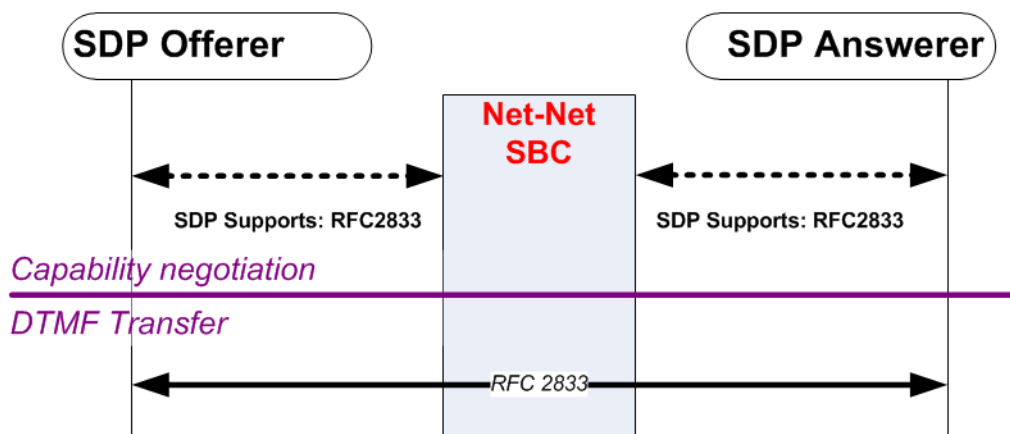 SDP Offerer
SDP Answerer
Net-Net
SBC
SDP Supports: RFC2833
SDP Supports: RFC2833
Capability negotiation
DTMF Transfer
RFC 2833